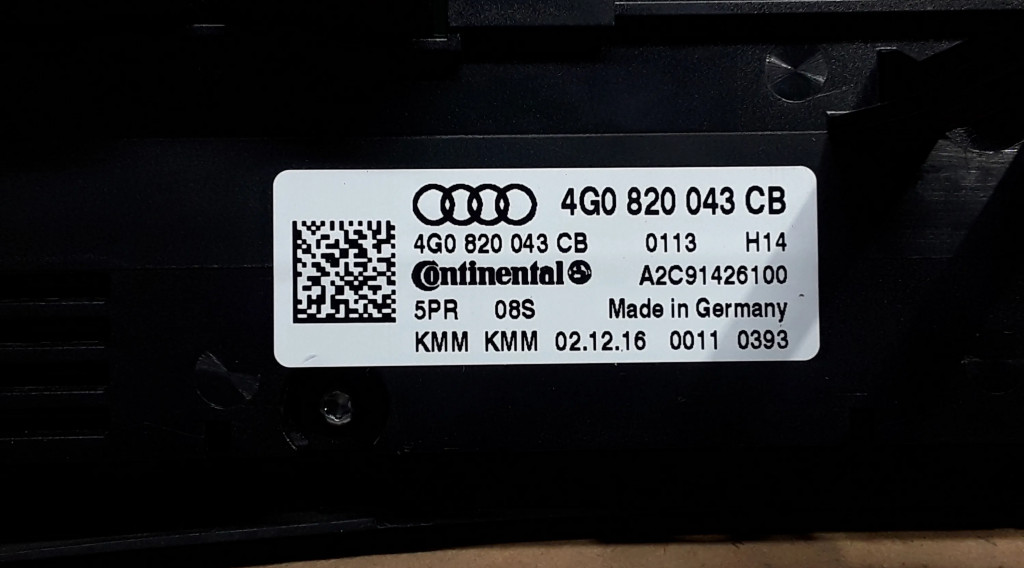 4G0 820 043 CB
4G0 820 043 CB 0113 H14
Continental A2C91426100
5PR 08S Made in Germany
KMM KMM 02.12.16 0011 0393